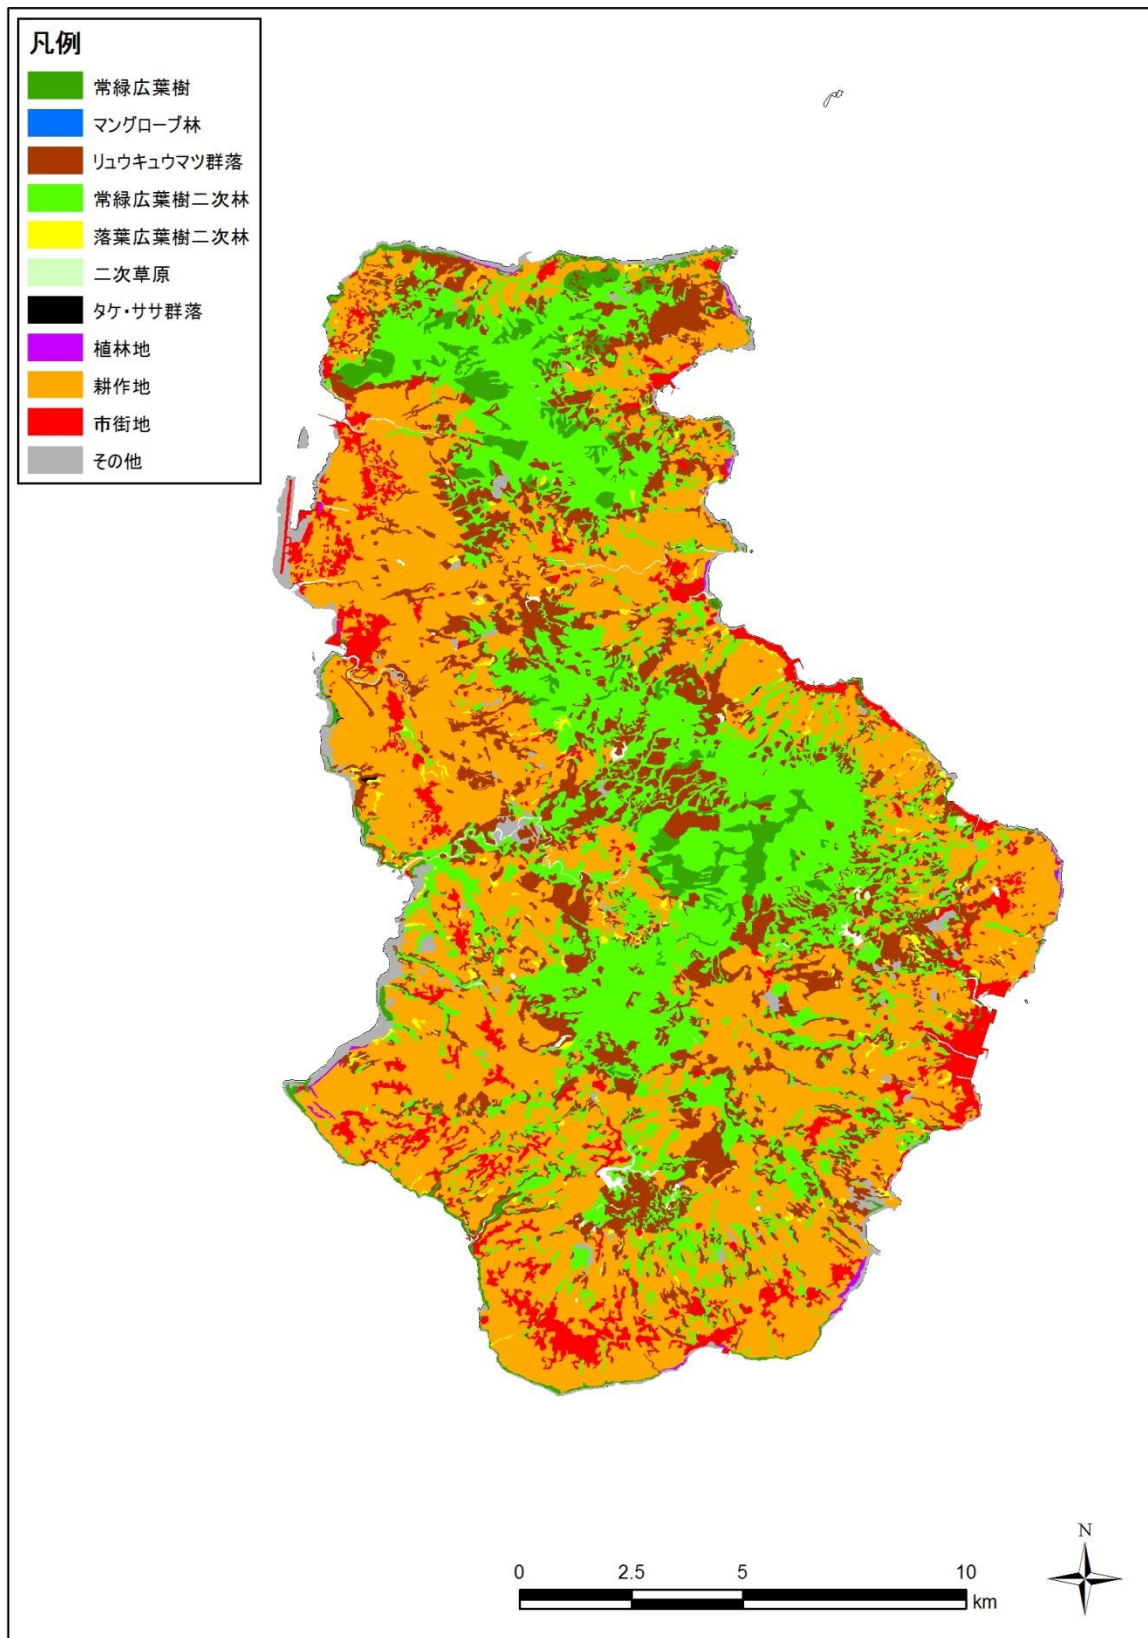 凡例
常緑広葉樹
マングローブ林
リュウキュウマツ群落
常緑広葉樹二次林
落葉広葉樹二次林
二次草原
タケ・ササ群落
植林地
耕作地
市街地
その他
N
0 2.5 5 10
km